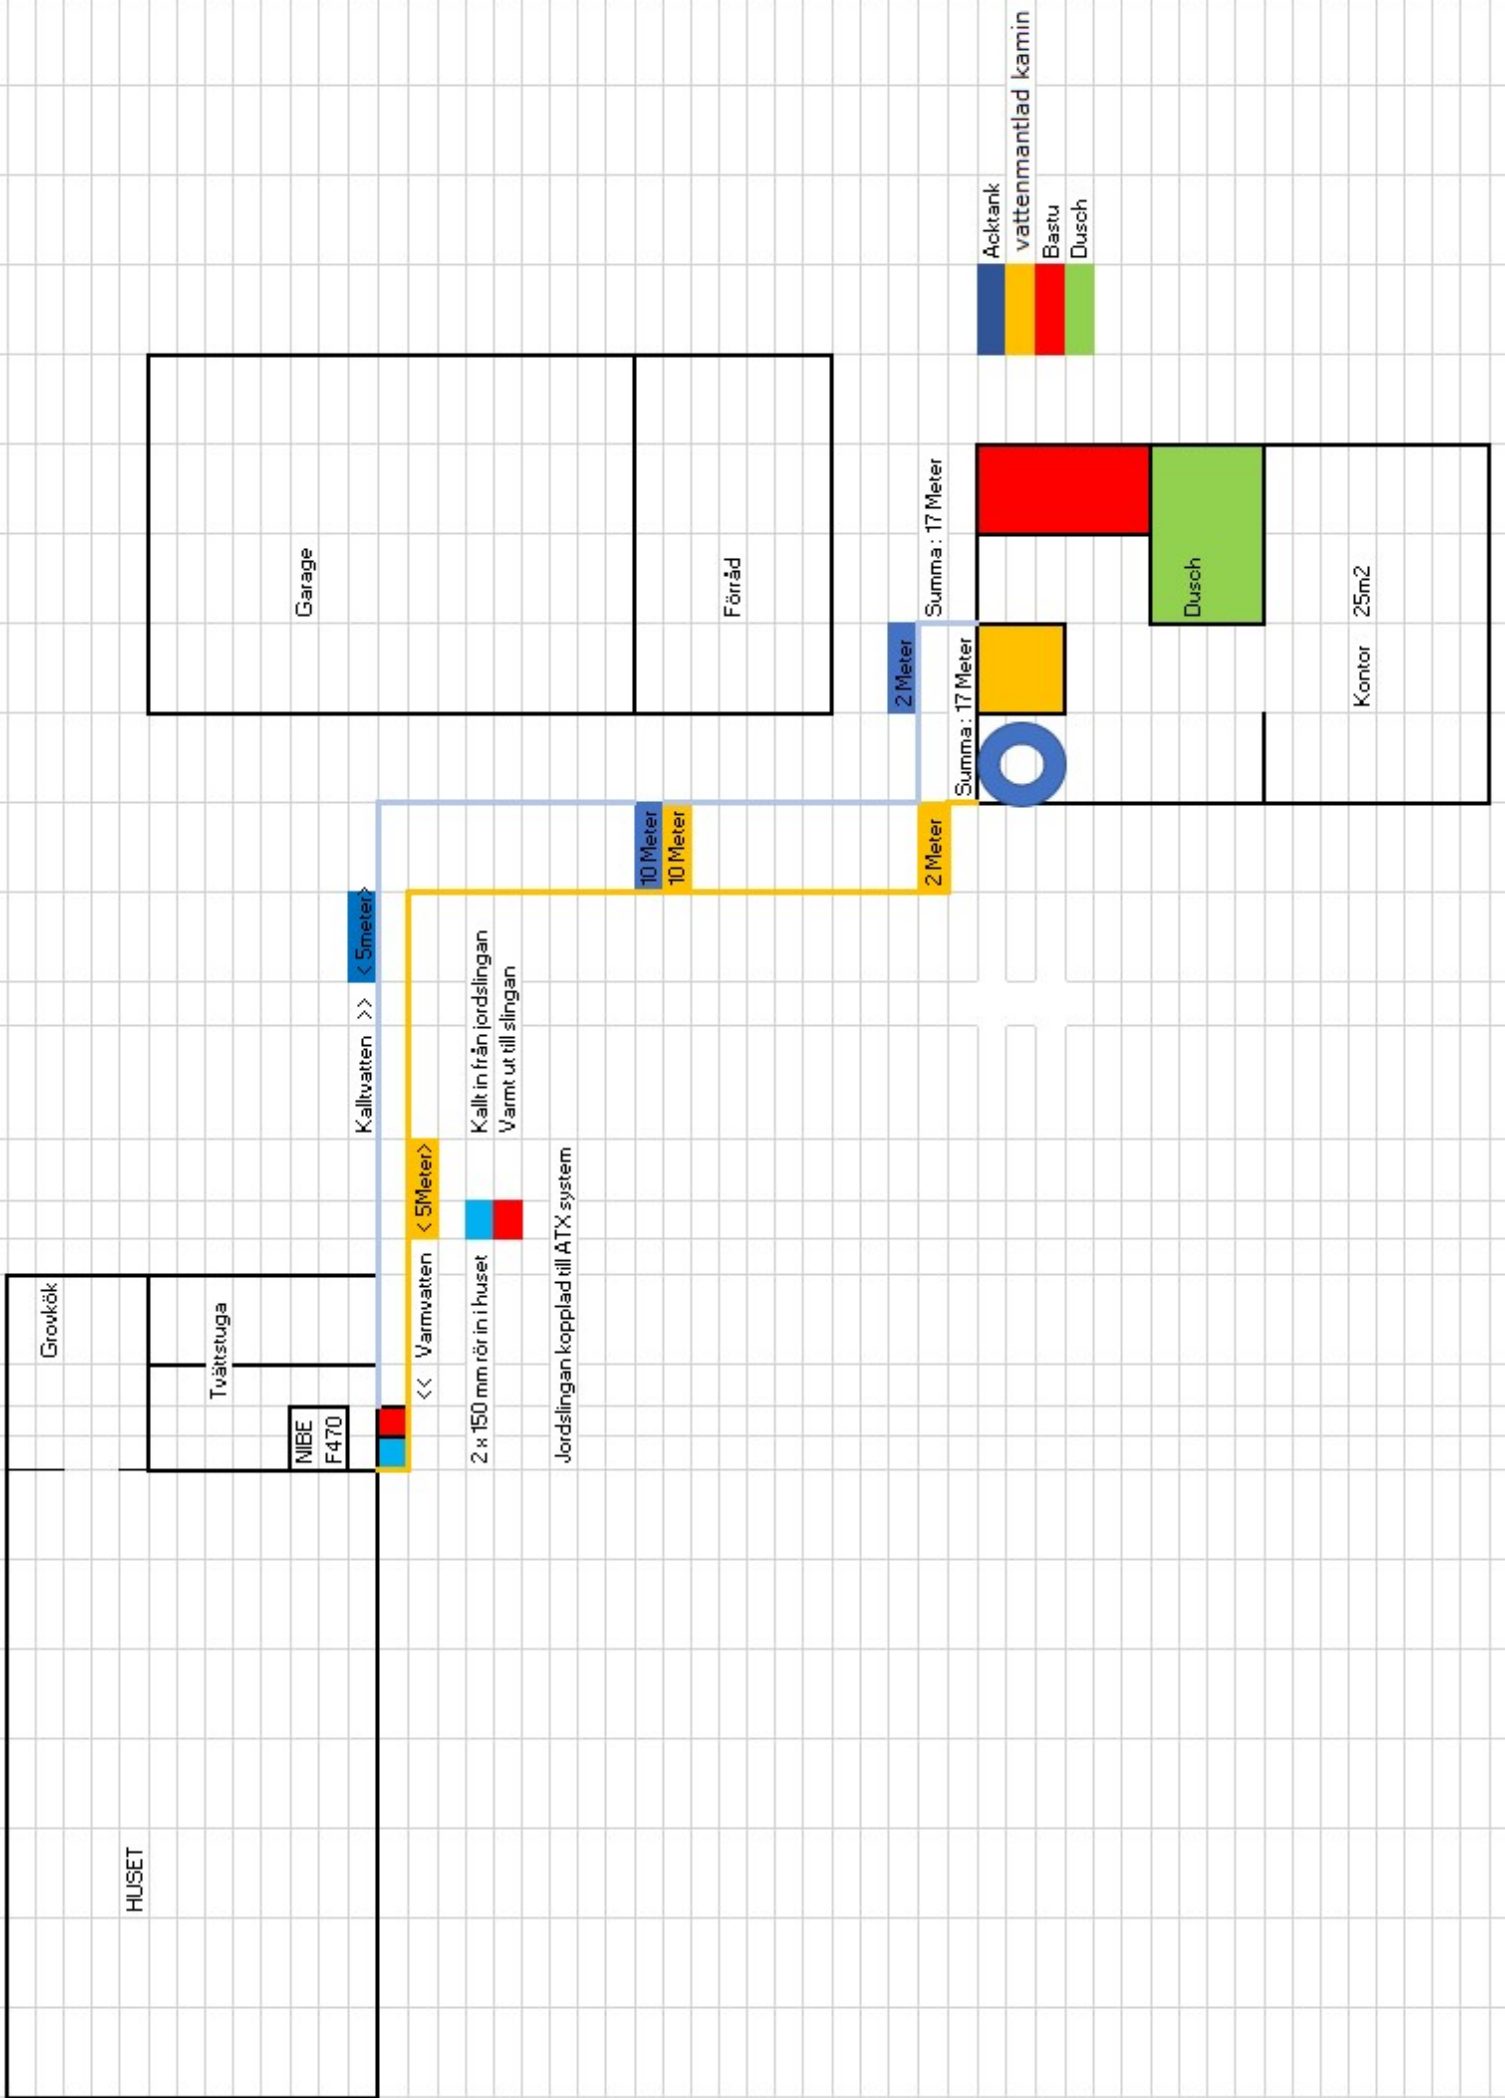 Grovkök
HUSET
Tvättstuga
NIBE
F470
Garage
Kalltvatten >> < 5meter>
<< Varmvatten < 5Meter>
2 x 150 mm rör in i huset
Kallt in från jordslingan
Varmt ut till slingan
Jordslingan kopplad till ATX system
10 Meter
10 Meter
Förråd
2 Meter
2 Meter
Summa : 17 Meter
Summa : 17 Meter
Acktank
vattenmantlad kamin
Bastu
Dusch
Dusch
Kontor 25m2